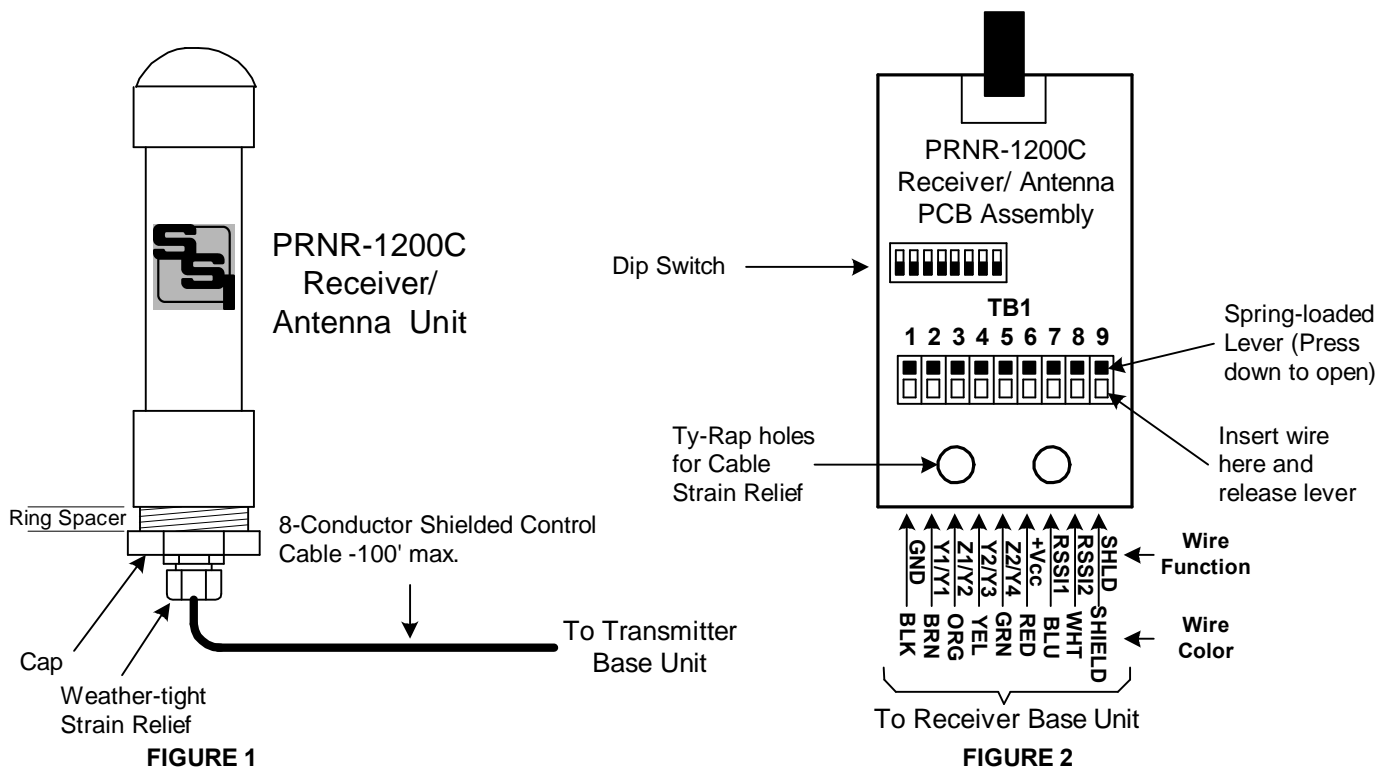 PRNR-1200C
Receiver/
Antenna Unit
Ring Spacer
8-Conductor Shielded Control
Cable -100' max.
To Transmitter
Base Unit
Cap
Weather-tight
Strain Relief
FIGURE 1
PRNR-1200C
Receiver/ Antenna
PCB Assembly
Dip Switch
TB1
1 2 3 4 5 6 7 8 9
Spring-loaded
Lever (Press
down to open)
Ty-Rap holes
for Cable
Strain Relief
Insert wire
here and
release lever
GND
Y1/Y1
Z1/Y2
Y2/Y3
Z2/Y4
+Vcc
RSSI1
RSSI2
SHLD
Wire
Function
BLK
BRN
ORG
YEL
GRN
RED
BLU
WHT
SHIELD
Wire
Color
To Receiver Base Unit
FIGURE 2
SSI